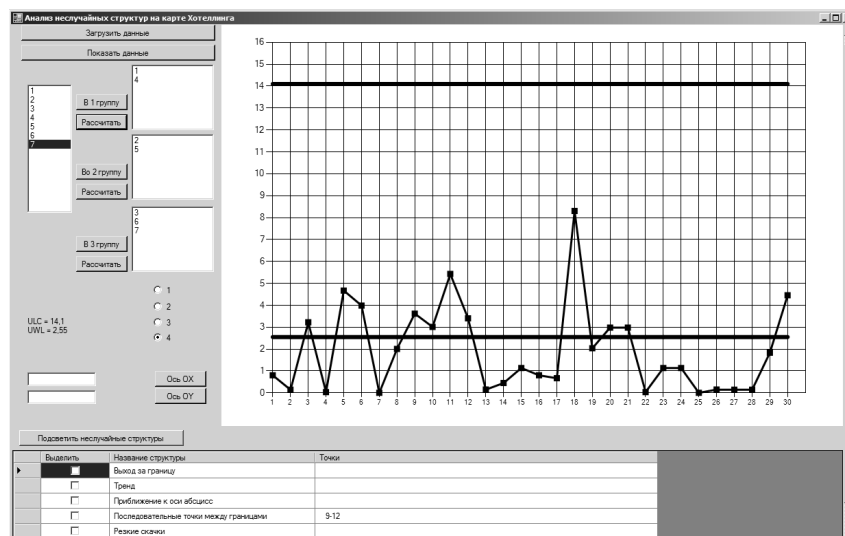 Анализ неслучайных структур на карте Хотеллинга
Загрузить данные
Показать данные
1
2
3
4
5
6
7
В 1 группу
Рассчитать
1
4
Во 2 группу
Рассчитать
2
5
В 3 группу
Рассчитать
3
6
7
1
2
3
4
ULC = 14,1
UWL = 2,55
Ось OX
Ось OY
16
15
14
13
12
11
10
9
8
7
6
5
4
3
2
1
0
1 2 3 4 5 6 7 8 9 10 11 12 13 14 15 16 17 18 19 20 21 22 23 24 25 26 27 28 29 30
Подсветить неслучайные структуры
Выделить Название структуры Точки
Выход за границу
Тренд
Приближение к оси абсцисс
Последовательные точки между границами 9-12
Резкие скачки